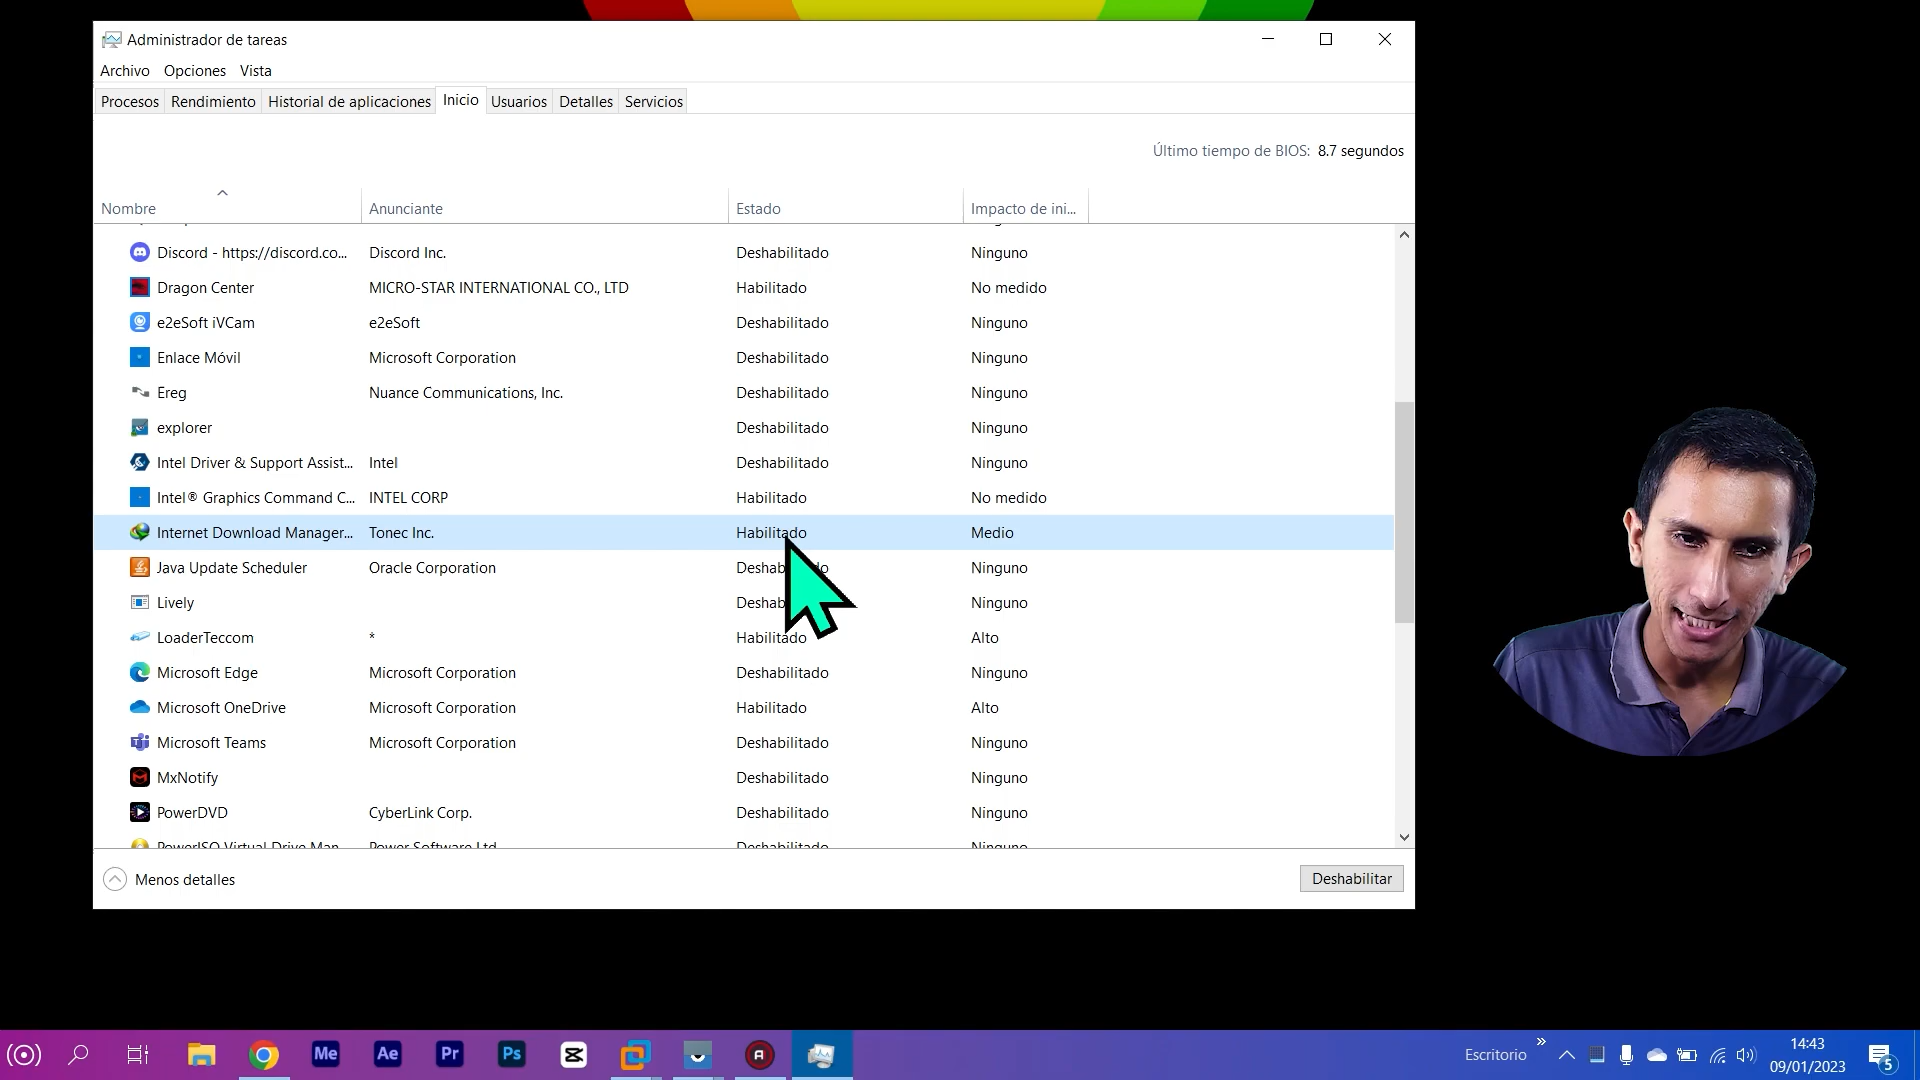 Administrador de tareas
Archivo Opciones Vista
Procesos Rendimiento Historial de aplicaciones Inicio Usuarios Detalles Servicios
Último tiempo de BIOS: 8.7 segundos
Nombre Anunciante Estado Impacto de ini...
Discord - https://discord.co... Discord Inc. Deshabilitado Ninguno
Dragon Center MICRO-STAR INTERNATIONAL CO., LTD Habilitado No medido
e2eSoft iVCam e2eSoft Deshabilitado Ninguno
Enlace Móvil Microsoft Corporation Deshabilitado Ninguno
Ereg Nuance Communications, Inc. Deshabilitado Ninguno
explorer Deshabilitado Ninguno
Intel Driver & Support Assist... Intel Deshabilitado Ninguno
Intel® Graphics Command C... INTEL CORP Habilitado No medido
Internet Download Manager... Tonec Inc. Habilitado Medio
Java Update Scheduler Oracle Corporation Ninguno
Lively Ninguno
LoaderTeccom * Habilitado Alto
Microsoft Edge Microsoft Corporation Deshabilitado Ninguno
Microsoft OneDrive Microsoft Corporation Habilitado Alto
Microsoft Teams Microsoft Corporation Deshabilitado Ninguno
MxNotify Deshabilitado Ninguno
PowerDVD CyberLink Corp. Deshabilitado Ninguno
PowerISO Virtual Drive Man... Power Software Ltd Deshabilitado Ninguno
Menos detalles Deshabilitar
Me Ae Pr Ps Escritorio 14:43
09/01/2023 5